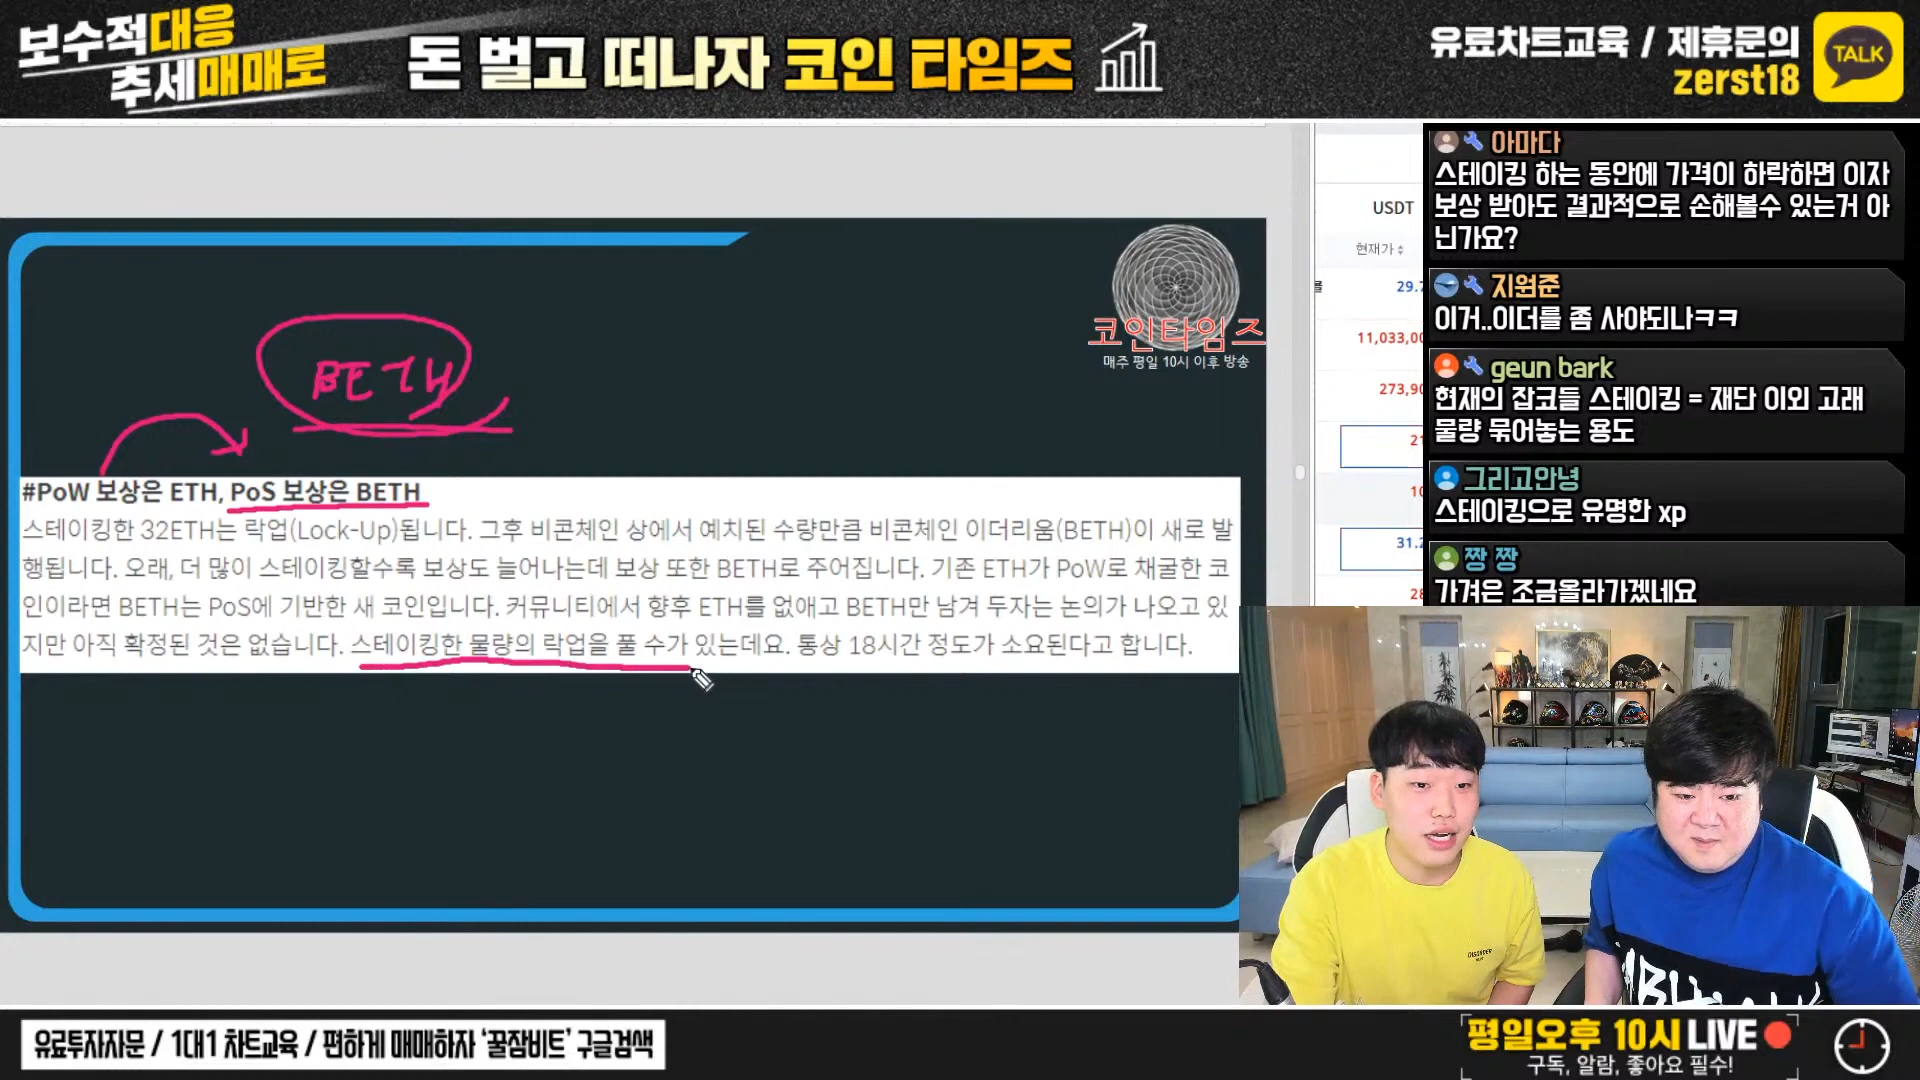 보수적대응
추세매매로
돈 벌고 떠나자 코인 타임즈
유료차트교육 / 제휴문의
zerst18
TALK
코인타임즈
매주 평일 10시 이후 방송
BETH
#PoW 보상은 ETH, PoS 보상은 BETH
스테이킹한 32ETH는 락업(Lock-Up)됩니다. 그후 비콘체인 상에서 예치된 수량만큼 비콘체인 이더리움(BETH)이 새로 발
행됩니다. 오래, 더 많이 스테이킹할수록 보상도 늘어나는데 보상 또한 BETH로 주어집니다. 기존 ETH가 PoW로 채굴한 코
인이라면 BETH는 PoS에 기반한 새 코인입니다. 커뮤니티에서 향후 ETH를 없애고 BETH만 남겨 두자는 논의가 나오고 있
지만 아직 확정된 것은 없습니다. 스테이킹한 물량의 락업을 풀 수가 있는데요. 통상 18시간 정도가 소요된다고 합니다.
USDT
현재가
29.7
11,033,00
273,90
21
10
31.2
28
아마다
스테이킹 하는 동안에 가격이 하락하면 이자
보상 받아도 결과적으로 손해볼수 있는거 아
닌가요?
지원준
이거..이더를 좀 사야되나ㅋㅋ
geun bark
현재의 잡코들 스테이킹 = 재단 이외 고래
물량 묶어놓는 용도
그리고안녕
스테이킹으로 유명한 xp
짱 짱
가격은 조금올라가겠네요
DISORDER
유료투자자문 / 1대1 차트교육 / 편하게 매매하자 ‘꿀잠비트’ 구글검색
평일오후 10시 LIVE
구독, 알람, 좋아요 필수!